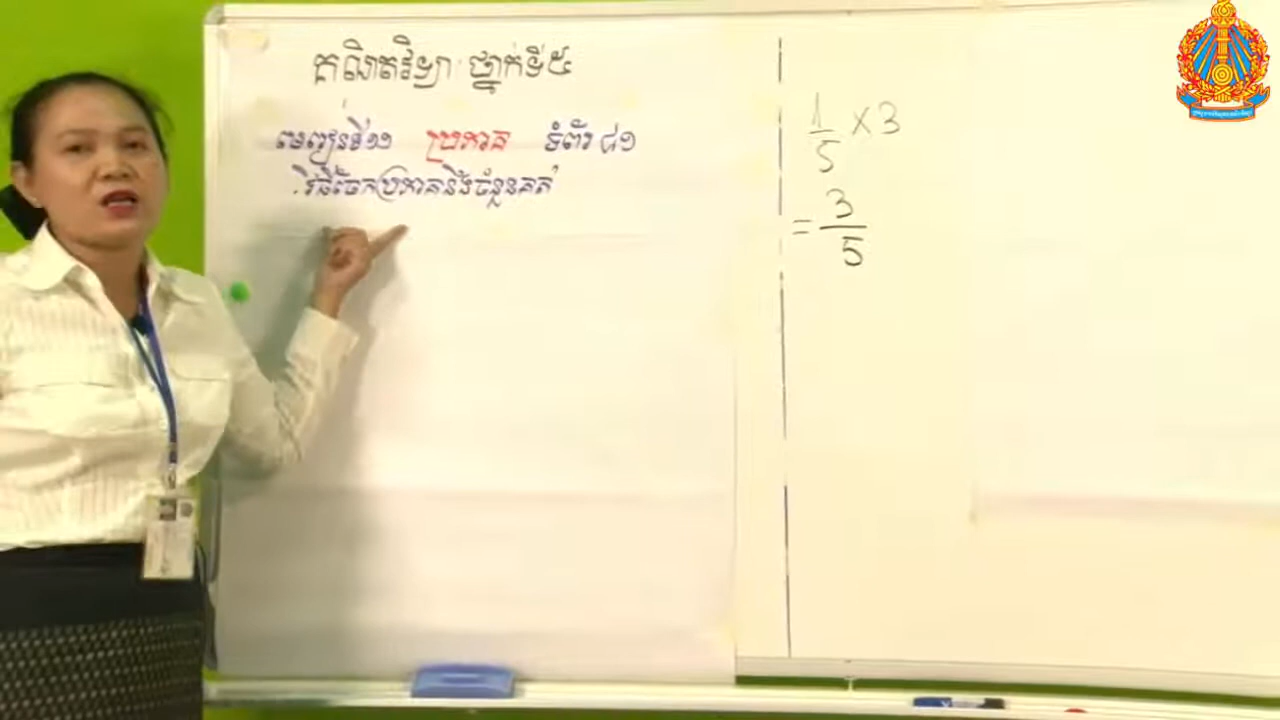 គណិតវិទ្យា ថ្នាក់ទី៥
មេរៀនទី១១ ប្រភាគ ទំព័រ ៨១
.វិធីចែកប្រភាគនឹងចំនួនគត់
1/5 × 3
= 3/5